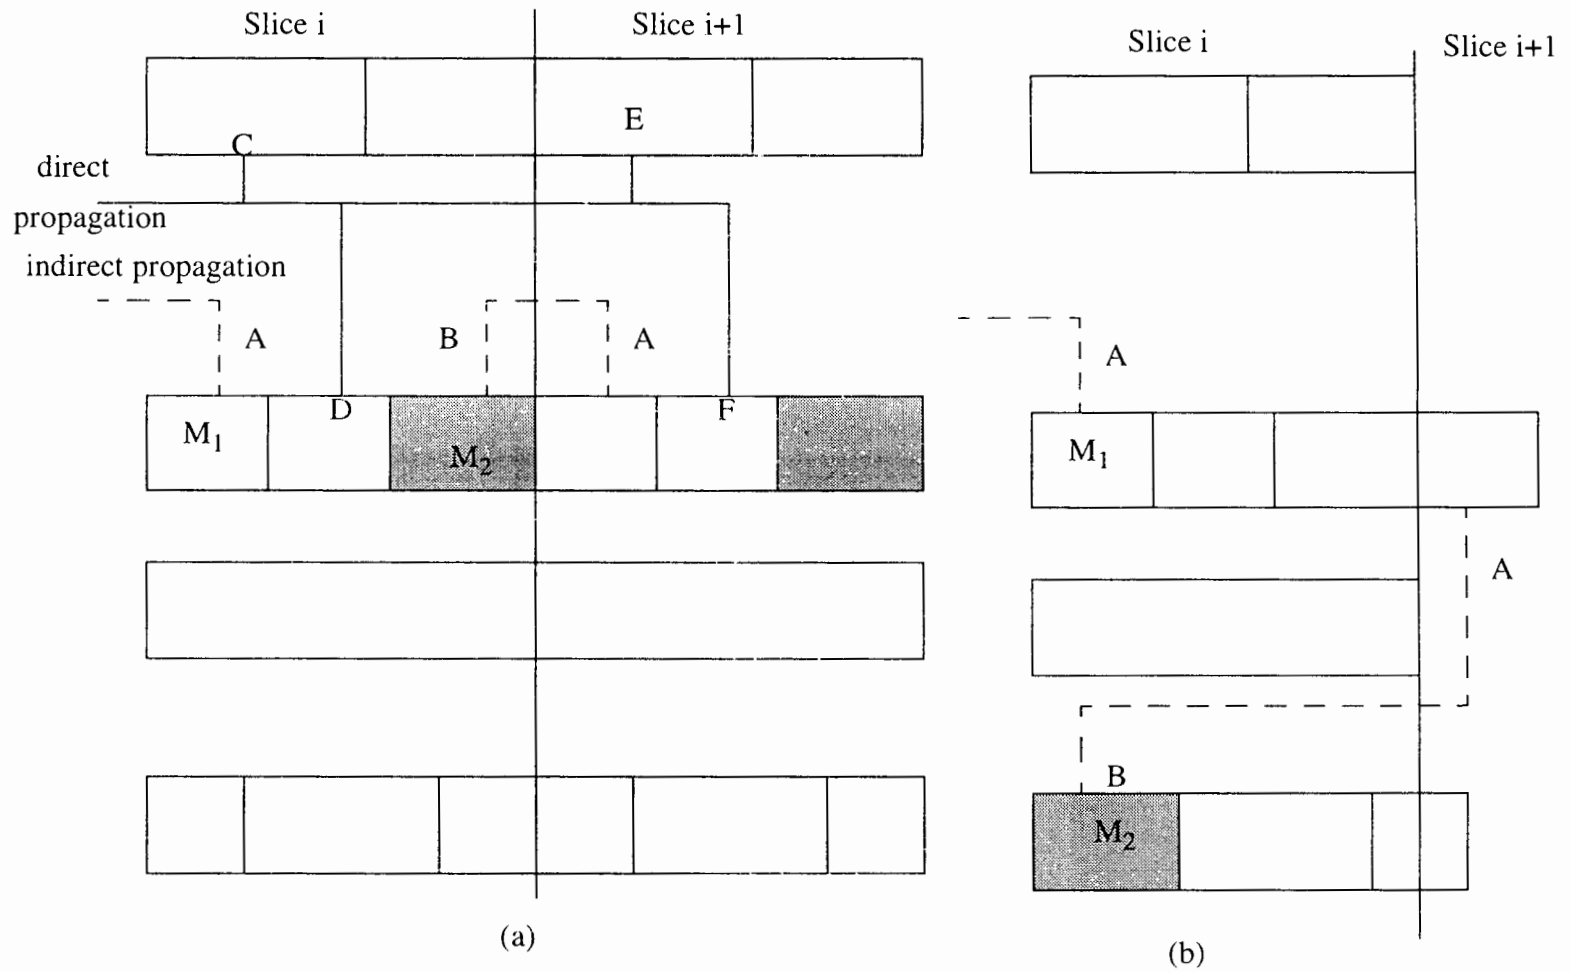 Slice i
Slice i+1
Slice i
Slice i+1
C
E
direct
propagation
indirect propagation
A
B
A
A
M₁
D
M₂
F
M₁
A
B
M₂
(a)
(b)